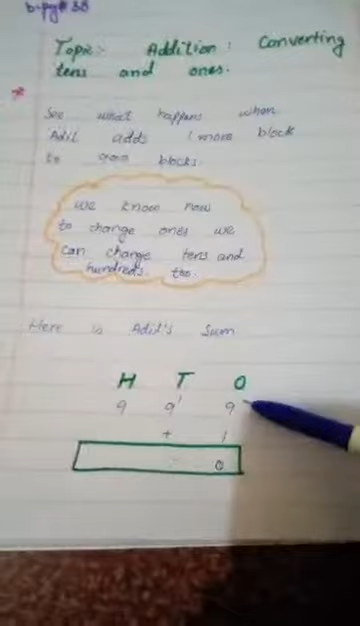 b-pg# 38
Topic:- Addition: Converting
tens and ones.
*
See what happens when
Adil adds 1 more block
to 999 blocks.
We know how
to change ones we
can change tens and
hundreds too.
Here is Adil's Sum
H T O
9 9 1 9
+ 1
0